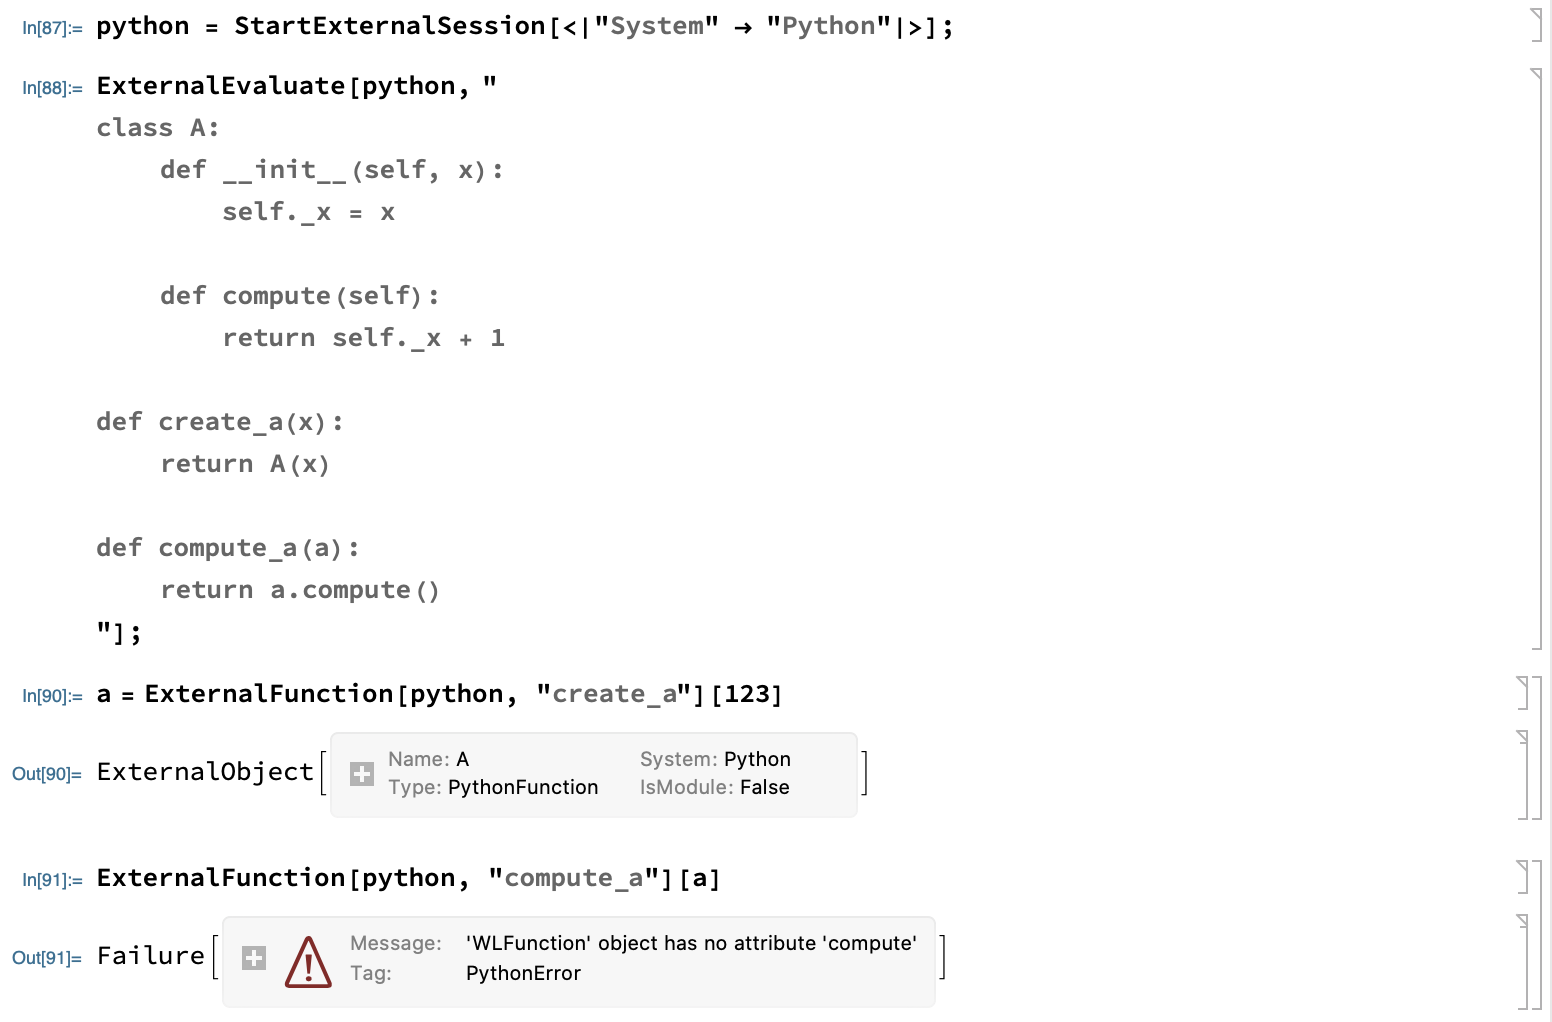 In[87]:= python = StartExternalSession[<|"System" → "Python"|>];
In[88]:= ExternalEvaluate[python, "
class A:
    def __init__(self, x):
        self._x = x

    def compute(self):
        return self._x + 1

def create_a(x):
    return A(x)

def compute_a(a):
    return a.compute()
"];
In[90]:= a = ExternalFunction[python, "create_a"][123]
Out[90]= ExternalObject[ Name: A System: Python
Type: PythonFunction IsModule: False ]
In[91]:= ExternalFunction[python, "compute_a"][a]
Out[91]= Failure[ Message: 'WLFunction' object has no attribute 'compute'
Tag: PythonError ]